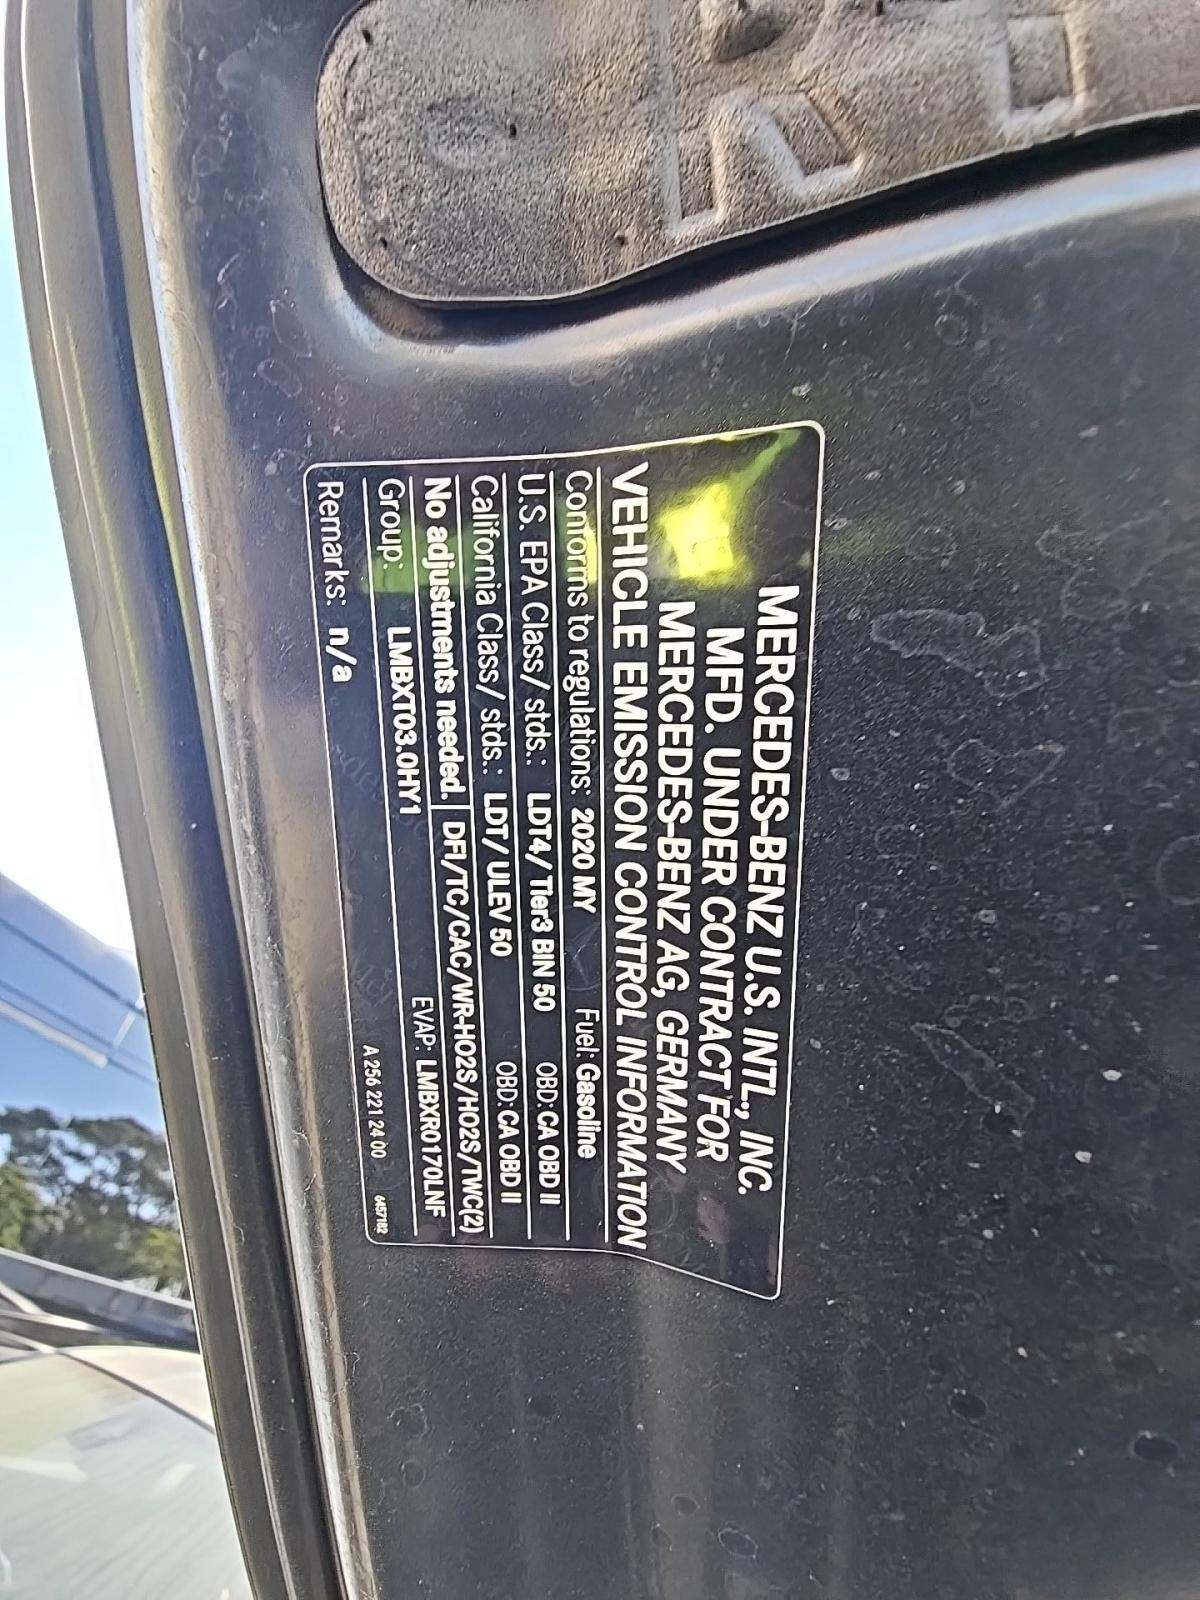 MERCEDES-BENZ U.S. INTL., INC.
MFD. UNDER CONTRACT FOR
MERCEDES-BENZ AG, GERMANY
VEHICLE EMISSION CONTROL INFORMATION
Conforms to regulations: 2020 MY Fuel: Gasoline
U.S. EPA Class/ stds.: LDT4/ Tier3 BIN 50 OBD: CA OBD II
California Class/ stds.: LDT/ ULEV 50 OBD: CA OBD II
No adjustments needed. DFI/TC/CAC/WR-HO2S/HO2S/TWC(2)
Group: LMBXT03.0HY1 EVAP: LMBXR0170LNF
Remarks: n/a A 256 221 24 00 6457182